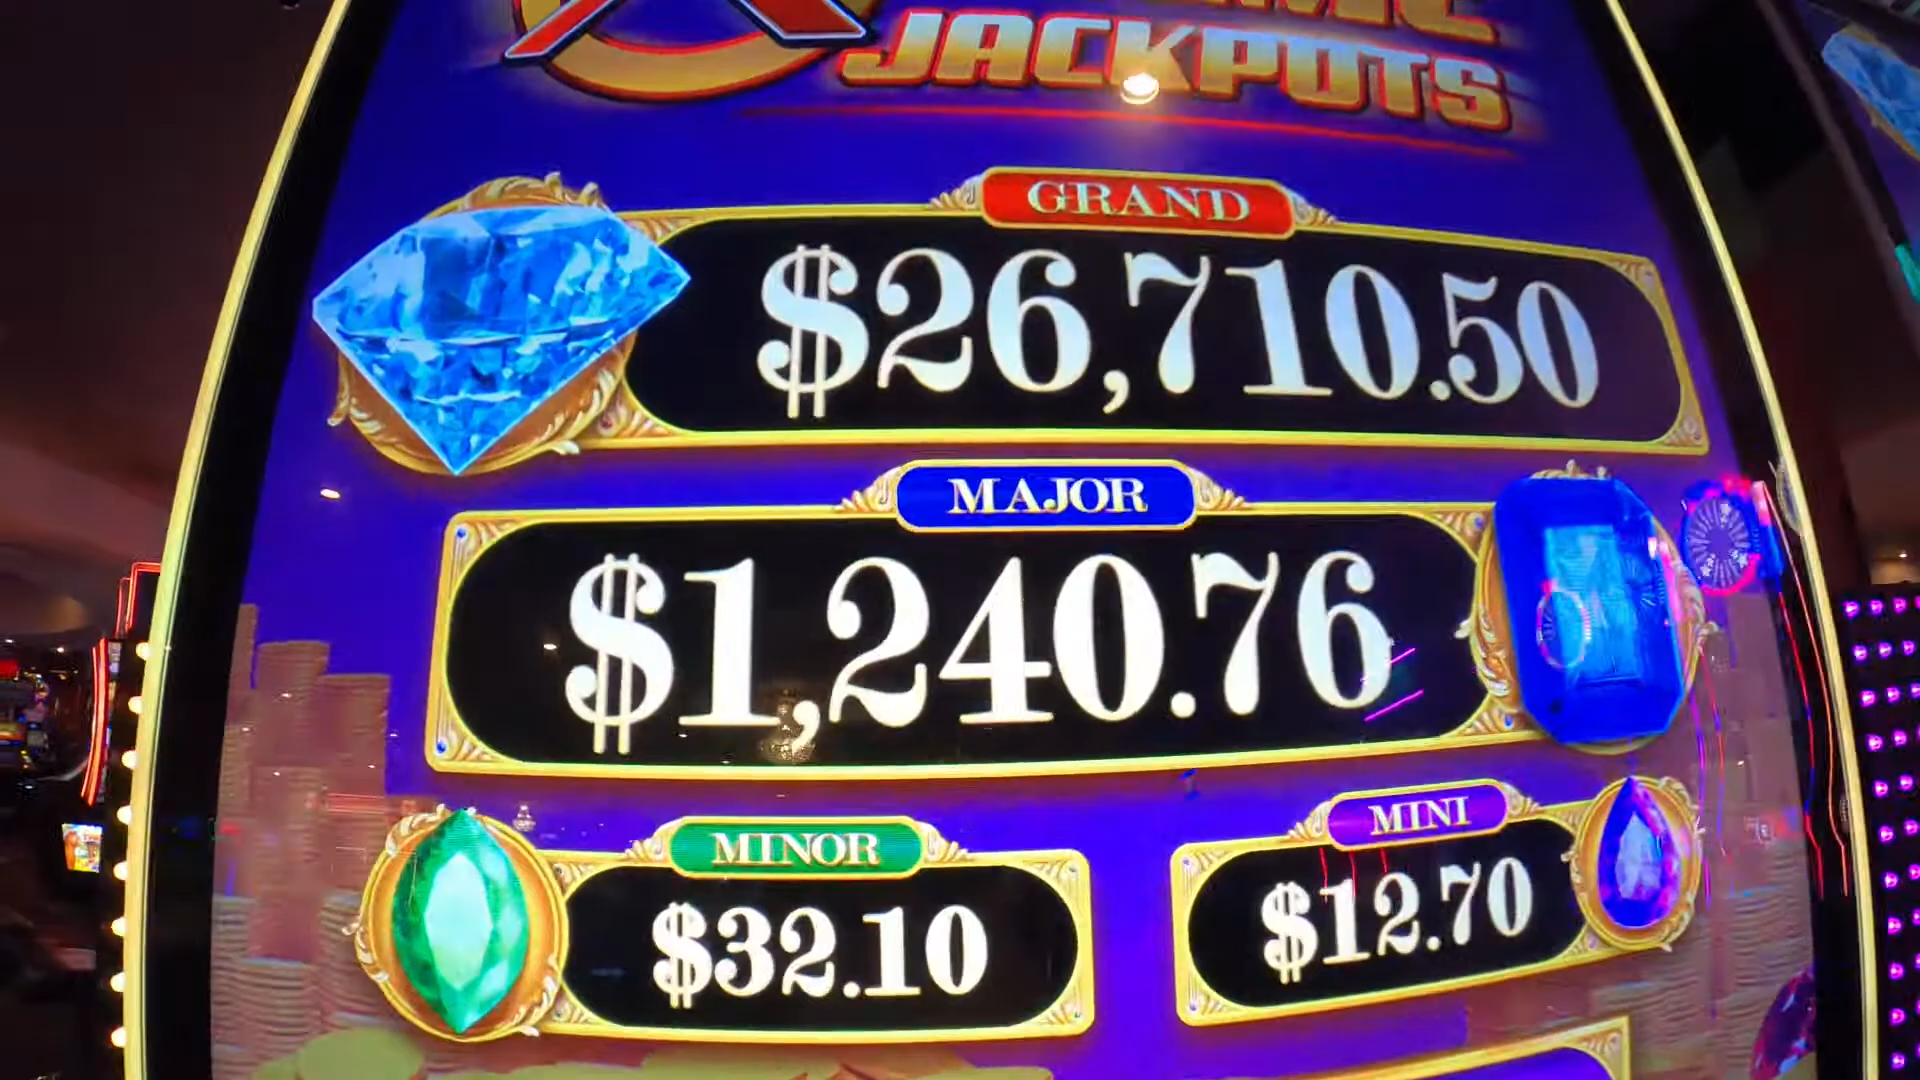 JACKPOTS
GRAND
$26,710.50
MAJOR
$1,240.76
MINOR
$32.10
MINI
$12.70